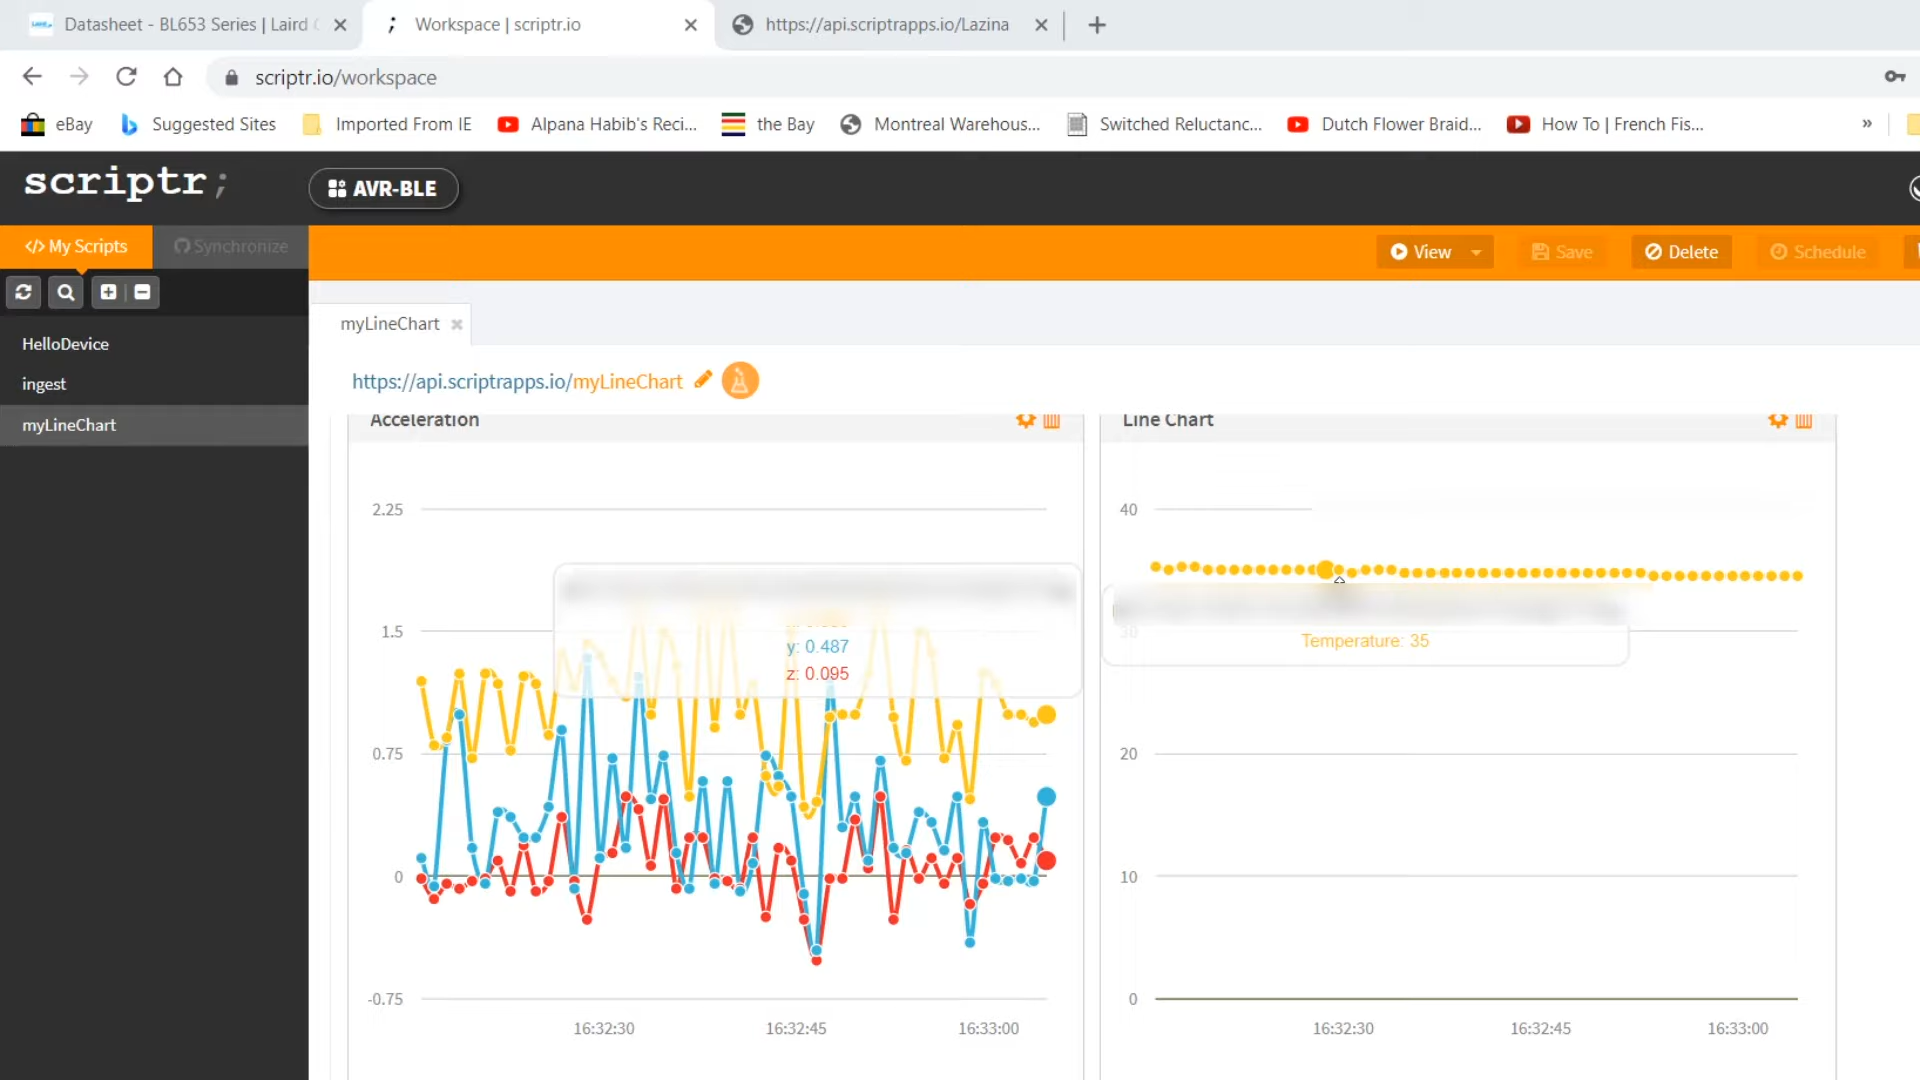 Datasheet - BL653 Series | Laird
Workspace | scriptr.io
https://api.scriptrapps.io/Lazina
scriptr.io/workspace
eBay
Suggested Sites
Imported From IE
Alpana Habib's Reci...
the Bay
Montreal Warehous...
Switched Reluctanc...
Dutch Flower Braid...
How To | French Fis...
»
scriptr;
AVR-BLE
</> My Scripts
Synchronize
View
Save
Delete
Schedule
HelloDevice
ingest
myLineChart
myLineChart
https://api.scriptrapps.io/myLineChart
Acceleration
2.25
1.5
0.75
0
-0.75
y: 0.487
z: 0.095
16:32:30
16:32:45
16:33:00
Line Chart
40
30
20
10
0
Temperature: 35
16:32:30
16:32:45
16:33:00